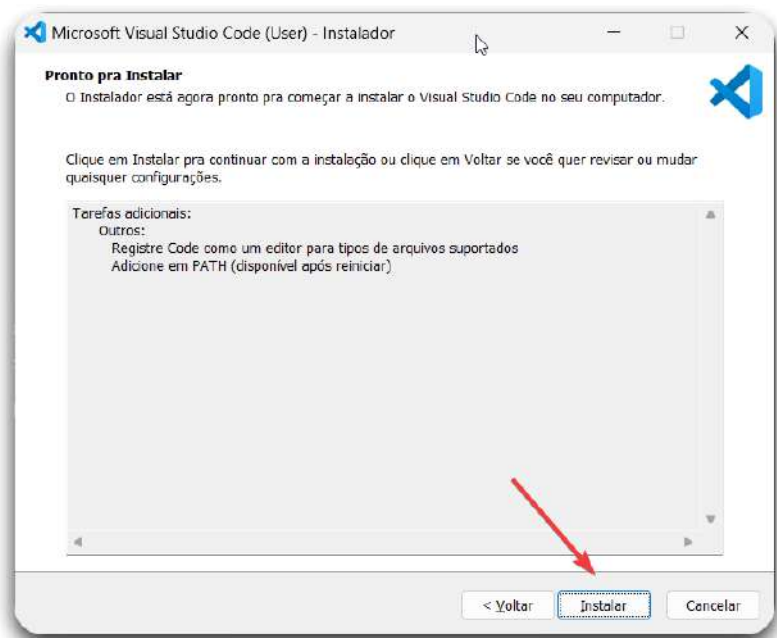 Microsoft Visual Studio Code (User) - Instalador
Pronto pra Instalar
O Instalador está agora pronto pra começar a instalar o Visual Studio Code no seu computador.
Clique em Instalar pra continuar com a instalação ou clique em Voltar se você quer revisar ou mudar
quaisquer configurações.
Tarefas adicionais:
Outros:
Registre Code como um editor para tipos de arquivos suportados
Adicione em PATH (disponível após reiniciar)
< Voltar Instalar Cancelar